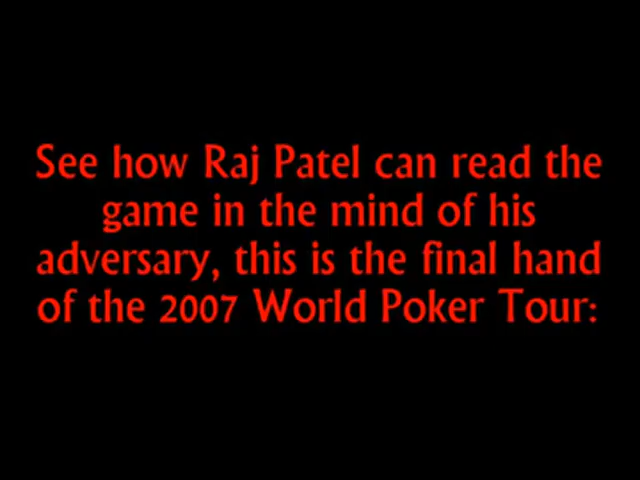 See how Raj Patel can read the
game in the mind of his
adversary, this is the final hand
of the 2007 World Poker Tour: